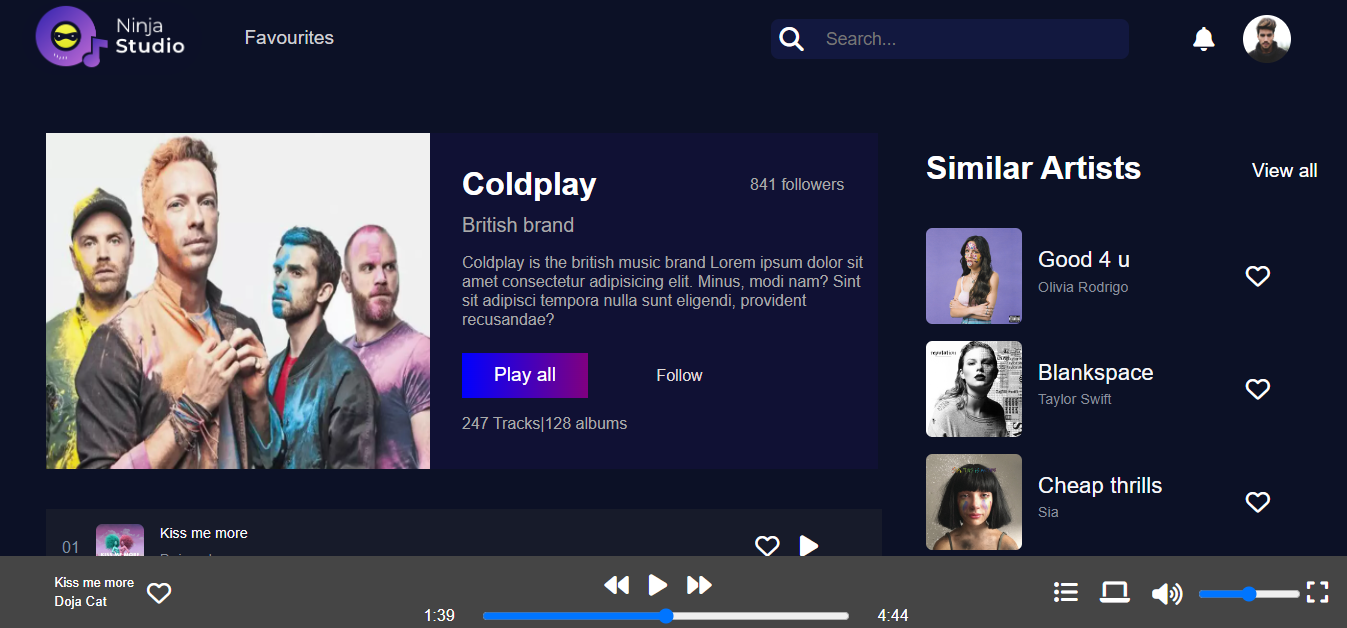 Ninja
Studio
Favourites
Search...
Coldplay
841 followers
British brand
Coldplay is the british music brand Lorem ipsum dolor sit
amet consectetur adipisicing elit. Minus, modi nam? Sint
sit adipisci tempora nulla sunt eligendi, provident
recusandae?
Play all
Follow
247 Tracks|128 albums
Similar Artists
View all
Good 4 u
Olivia Rodrigo
Blankspace
Taylor Swift
Cheap thrills
Sia
01
Kiss me more
Kiss me more
Doja Cat
1:39
4:44